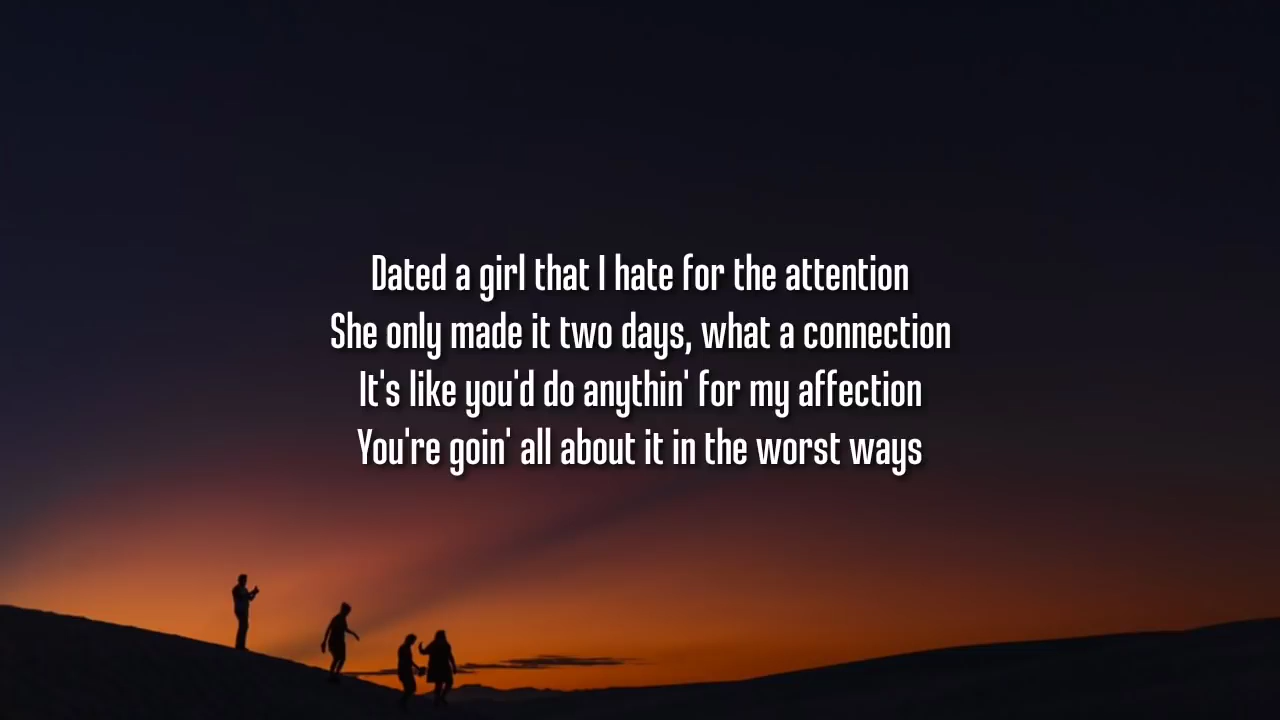 Dated a girl that I hate for the attention
She only made it two days, what a connection
It's like you'd do anythin' for my affection
You're goin' all about it in the worst ways